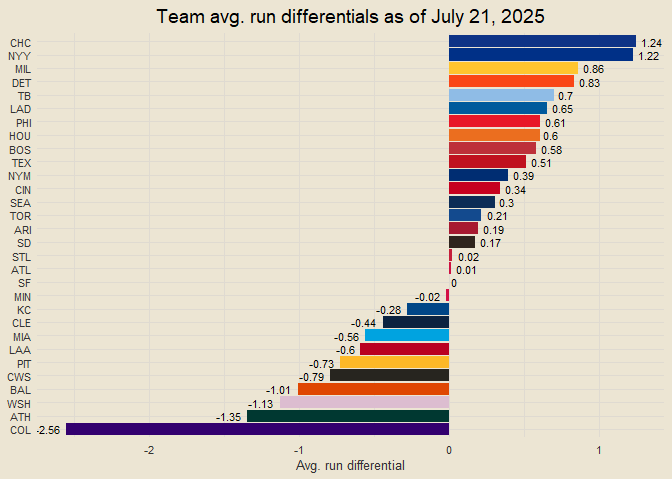 Team avg. run differentials as of July 21, 2025
CHC 1.24
NYY 1.22
MIL 0.86
DET 0.83
TB 0.7
LAD 0.65
PHI 0.61
HOU 0.6
BOS 0.58
TEX 0.51
NYM 0.39
CIN 0.34
SEA 0.3
TOR 0.21
ARI 0.19
SD 0.17
STL 0.02
ATL 0.01
SF 0
MIN -0.02
KC -0.28
CLE -0.44
MIA -0.56
LAA -0.6
PIT -0.73
CWS -0.79
BAL -1.01
WSH -1.13
ATH -1.35
COL -2.56
-2 -1 0 1
Avg. run differential